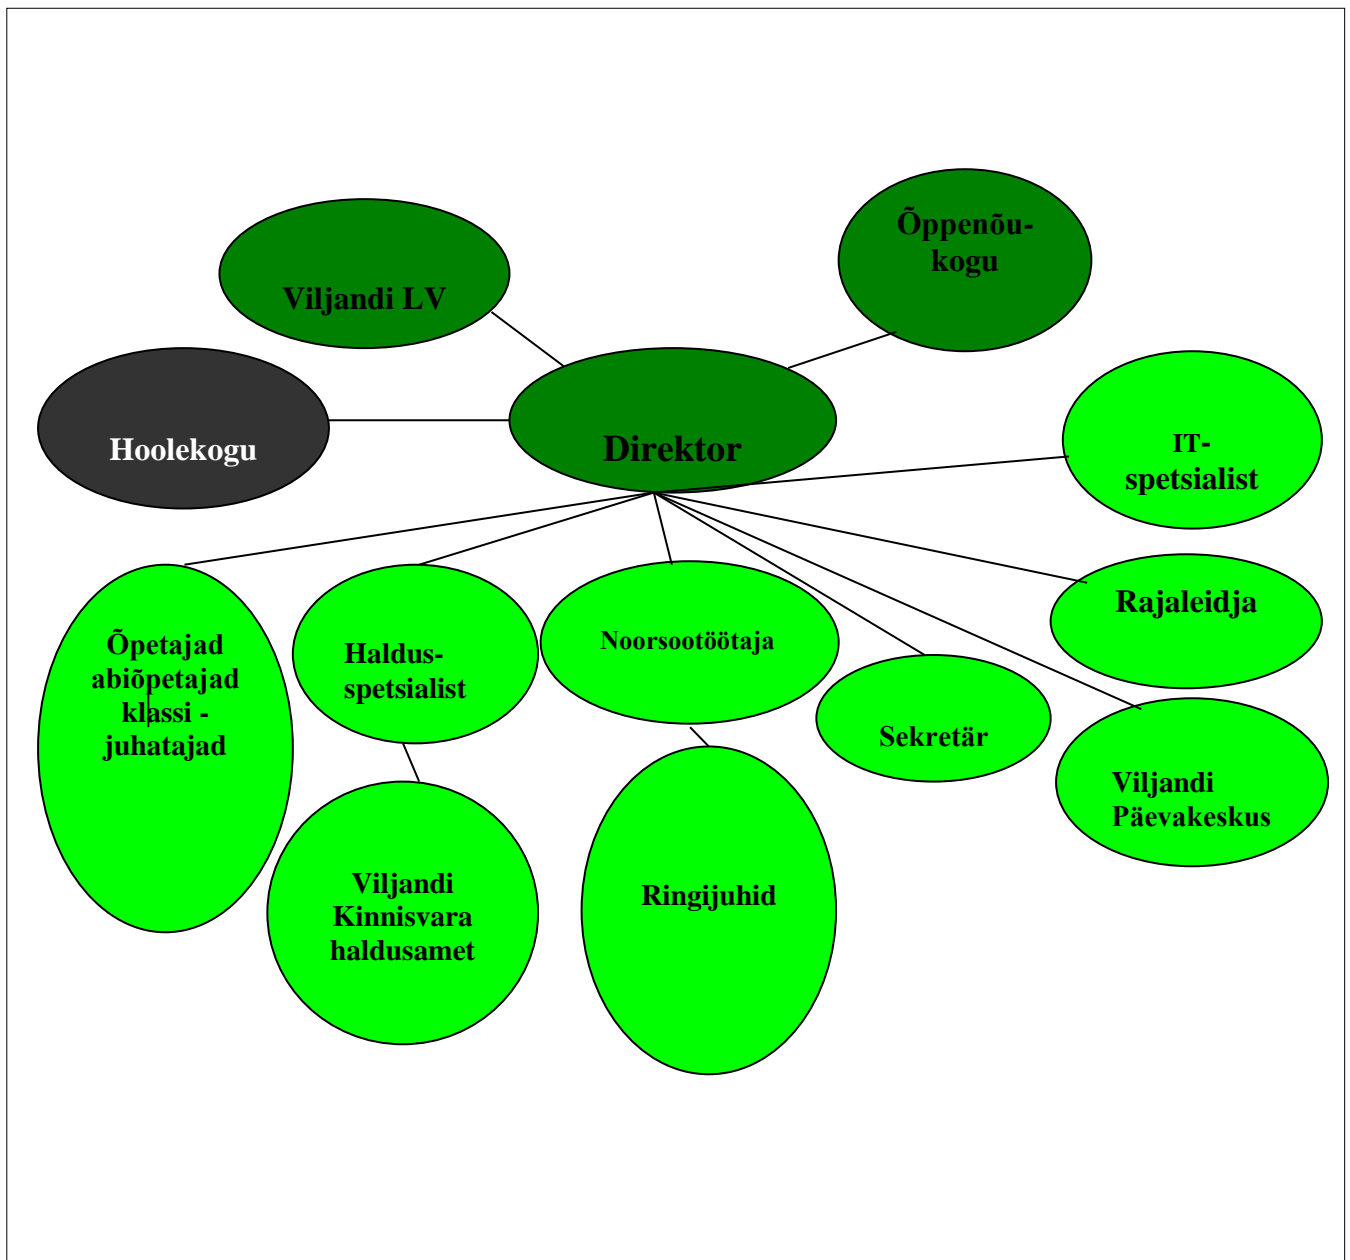 Õppenõu-
kogu
Viljandi LV
Hoolekogu
Direktor
IT-
spetsialist
Rajaleidja
Õpetajad
abiõpetajad
klassi -
juhatajad
Haldus-
spetsialist
Noorsootöötaja
Sekretär
Viljandi
Päevakeskus
Viljandi
Kinnisvara
haldusamet
Ringijuhid